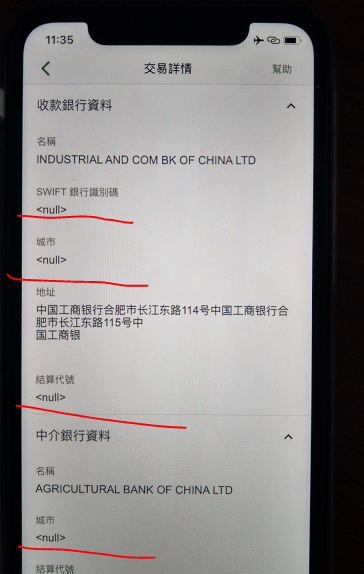 11:35
交易詳情
幫助
收款銀行資料
名稱
INDUSTRIAL AND COM BK OF CHINA LTD
SWIFT 銀行識別碼
<null>
城市
<null>
地址
中国工商银行合肥市长江东路114号中国工商银行合
肥市长江东路115号中
国工商银
結算代號
<null>
中介銀行資料
名稱
AGRICULTURAL BANK OF CHINA LTD
城市
<null>
結算代號